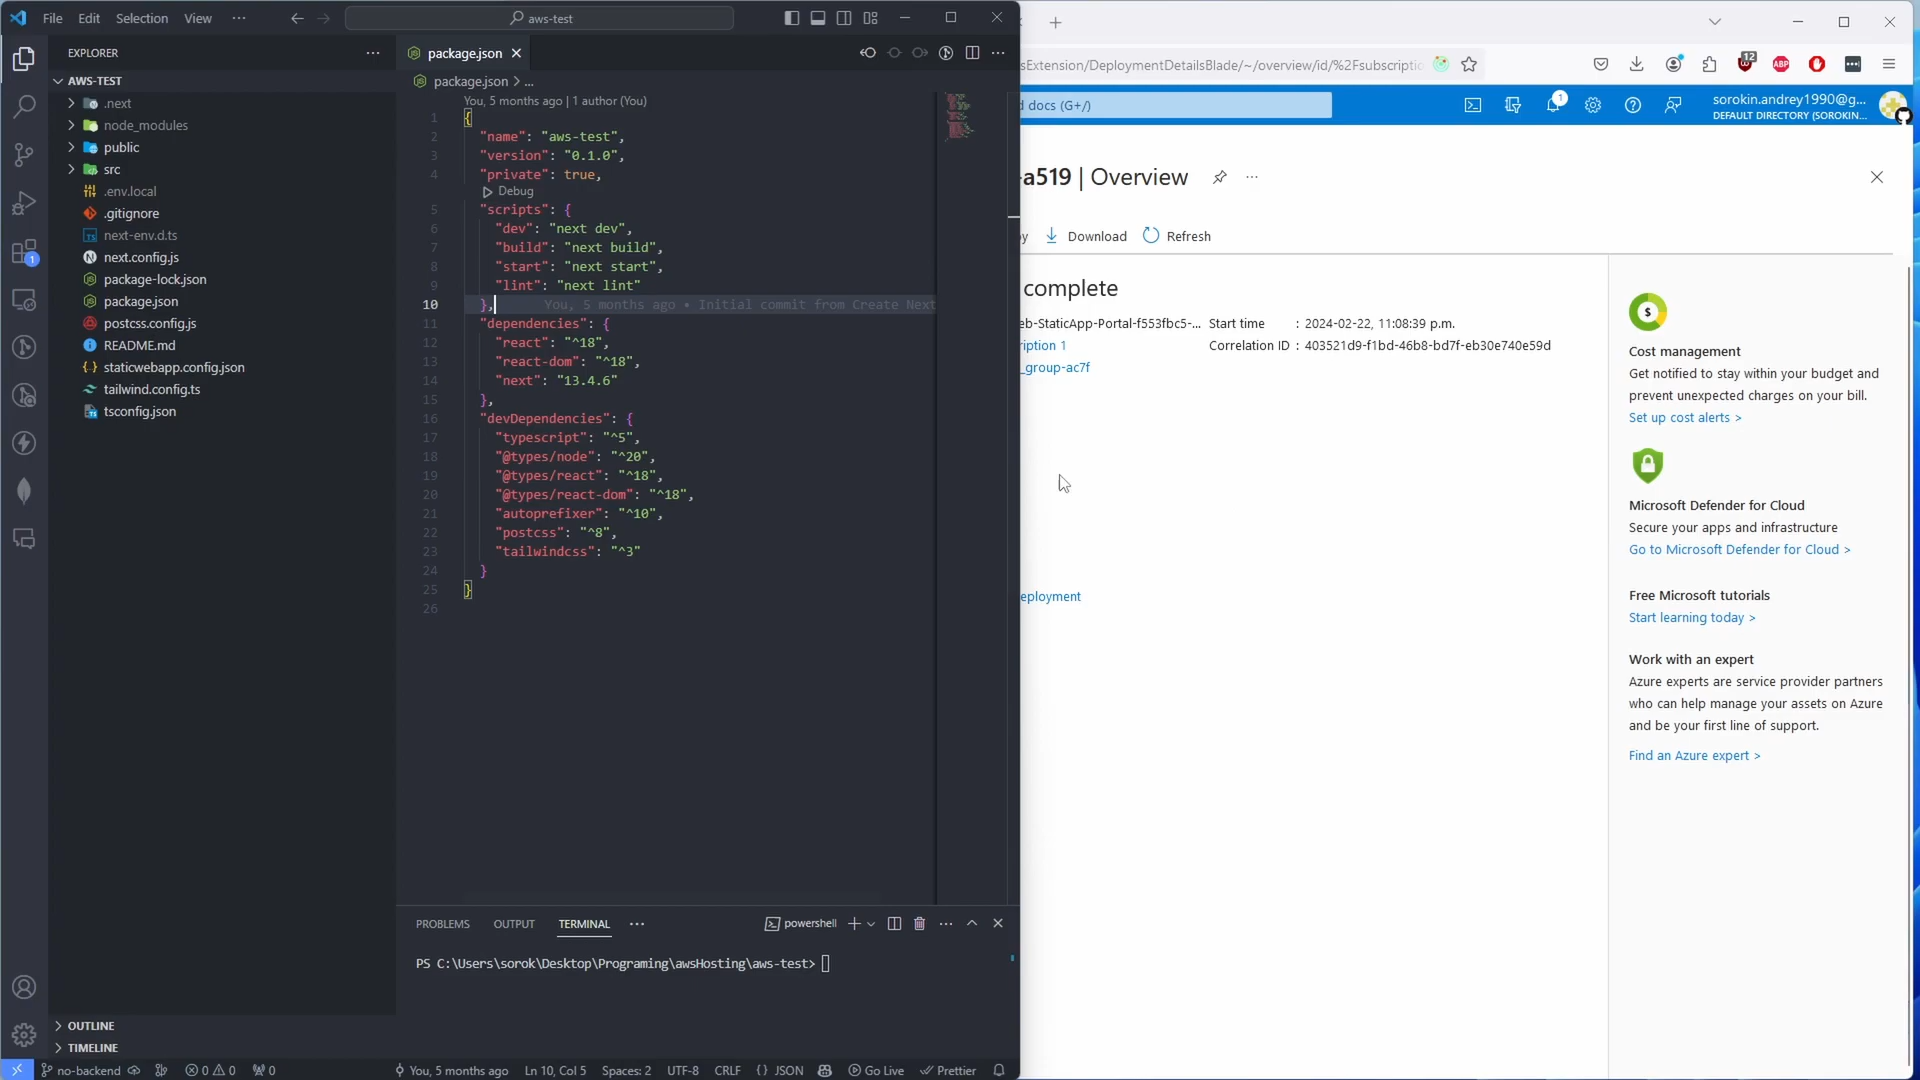 File Edit Selection View ... aws-test
EXPLORER ...
AWS-TEST
.next
node_modules
public
src
.env.local
.gitignore
next-env.d.ts
next.config.js
package-lock.json
package.json
postcss.config.js
README.md
staticwebapp.config.json
tailwind.config.ts
tsconfig.json
OUTLINE
TIMELINE
1
package.json
package.json > ...
You, 5 months ago | 1 author (You)
1 {
2 "name": "aws-test",
3 "version": "0.1.0",
4 "private": true,
Debug
5 "scripts": {
6 "dev": "next dev",
7 "build": "next build",
8 "start": "next start",
9 "lint": "next lint"
10 }, You, 5 months ago • Initial commit from Create Next
11 "dependencies": {
12 "react": "^18",
13 "react-dom": "^18",
14 "next": "13.4.6"
15 },
16 "devDependencies": {
17 "typescript": "^5",
18 "@types/node": "^20",
19 "@types/react": "^18",
20 "@types/react-dom": "^18",
21 "autoprefixer": "^10",
22 "postcss": "^8",
23 "tailwindcss": "^3"
24 }
25 }
26
PROBLEMS OUTPUT TERMINAL ... powershell
PS C:\Users\sorok\Desktop\Programing\awsHosting\aws-test>
no-backend 0 0 0 You, 5 months ago Ln 10, Col 5 Spaces: 2 UTF-8 CRLF {} JSON Go Live Prettier
sExtension/DeploymentDetailsBlade/~/overview/id/%2Fsubscriptio
12
ABP
d docs (G+/)
1
sorokin.andrey1990@g...
DEFAULT DIRECTORY (SOROKIN...
-a519 | Overview ...
y Download Refresh
complete
eb-StaticApp-Portal-f553fbc5-... Start time : 2024-02-22, 11:08:39 p.m.
ription 1 Correlation ID : 403521d9-f1bd-46b8-bd7f-eb30e740e59d
_group-ac7f
eployment
$
Cost management
Get notified to stay within your budget and
prevent unexpected charges on your bill.
Set up cost alerts >
Microsoft Defender for Cloud
Secure your apps and infrastructure
Go to Microsoft Defender for Cloud >
Free Microsoft tutorials
Start learning today >
Work with an expert
Azure experts are service provider partners
who can help manage your assets on Azure
and be your first line of support.
Find an Azure expert >